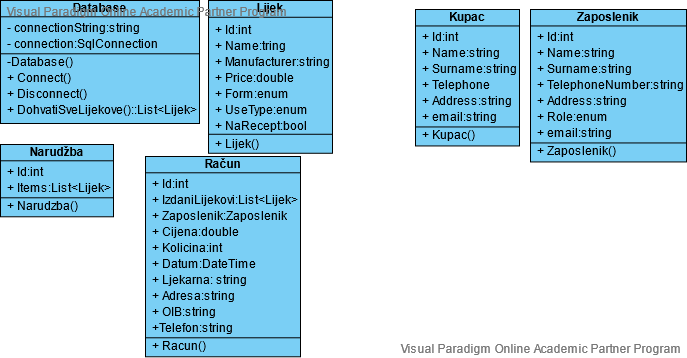 Database
Visual Paradigm Online Academic Partner Program
- connectionString:string
- connection:SqlConnection
-Database()
+ Connect()
+ Disconnect()
+ DohvatiSveLijekove()::List<Lijek>
Lijek
+ Id:int
+ Name:tring
+ Manufacturer:string
+ Price:double
+ Form:enum
+ UseType:enum
+ NaRecept:bool
+ Lijek()
Kupac
+ Id:int
+ Name:string
+ Surname:string
+ Telephone
+ Address:string
+ email:string
+ Kupac()
Zaposlenik
+ Id:int
+ Name:string
+ Surname:string
+ TelephoneNumber:string
+ Address:string
+ Role:enum
+ email:string
+ Zaposlenik()
Narudžba
+ Id:int
+ Items:List<Lijek>
+ Narudzba()
Račun
+ Id:int
+ IzdaniLijekovi:List<Lijek>
+ Zaposlenik:Zaposlenik
+ Cijena:double
+ Kolicina:int
+ Datum:DateTime
+ Ljekarna: string
+ Adresa:string
+ OIB:string
+Telefon:string
+ Racun()
Visual Paradigm Online Academic Partner Program